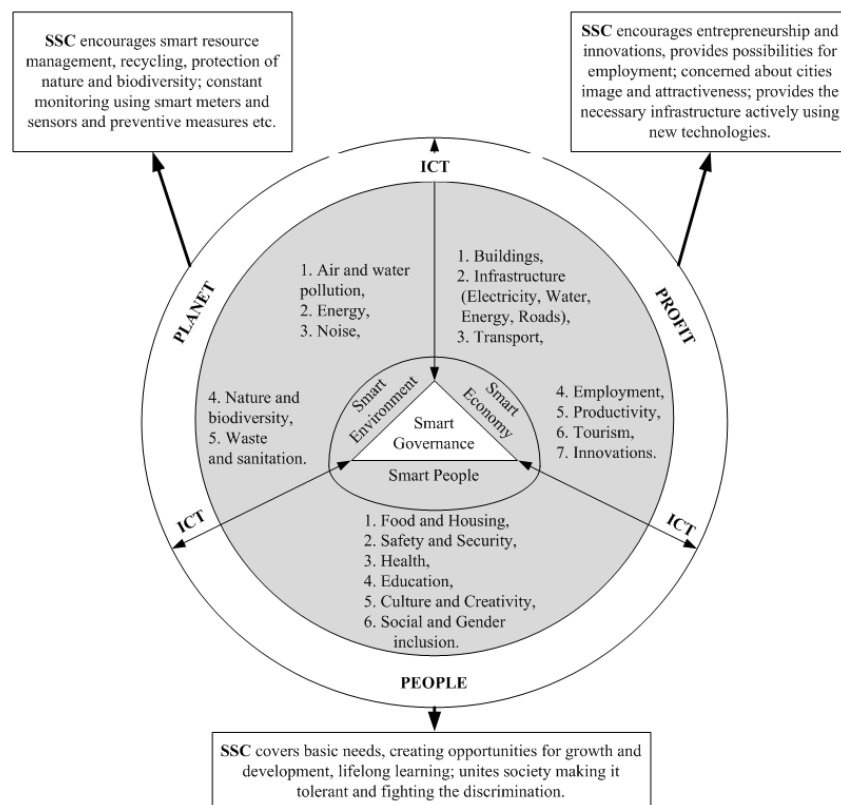 SSC encourages smart resource
management, recycling, protection of
nature and biodiversity; constant
monitoring using smart meters and
sensors and preventive measures etc.
SSC encourages entrepreneurship and
innovations, provides possibilities for
employment; concerned about cities
image and attractiveness; provides the
necessary infrastructure actively using
new technologies.
ICT
PLANET
PROFIT
1. Air and water
pollution,
2. Energy,
3. Noise,
1. Buildings,
2. Infrastructure
(Electricity, Water,
Energy, Roads),
3. Transport,
4. Nature and
biodiversity,
5. Waste
and sanitation.
Smart
Environment
Smart
Economy
Smart
Governance
Smart People
4. Employment,
5. Productivity,
6. Tourism,
7. Innovations.
ICT
ICT
1. Food and Housing,
2. Safety and Security,
3. Health,
4. Education,
5. Culture and Creativity,
6. Social and Gender
inclusion.
PEOPLE
SSC covers basic needs, creating opportunities for growth and
development, lifelong learning; unites society making it
tolerant and fighting the discrimination.